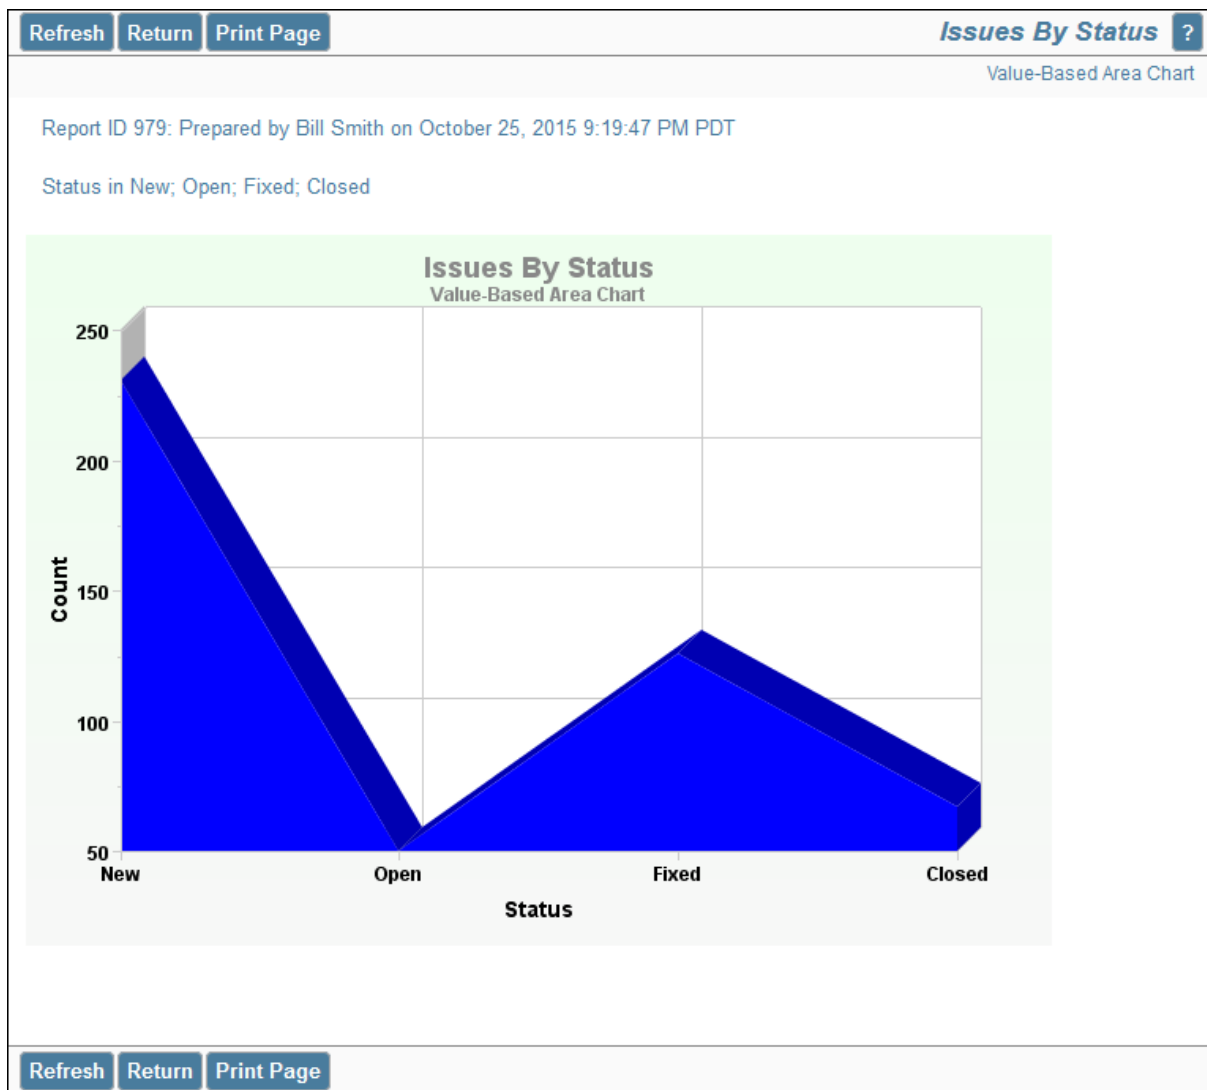 Refresh Return Print Page Issues By Status ?
Value-Based Area Chart
Report ID 979: Prepared by Bill Smith on October 25, 2015 9:19:47 PM PDT
Status in New; Open; Fixed; Closed
Issues By Status
Value-Based Area Chart
250
200
150
100
50
Count
New Open Fixed Closed
Status
Refresh Return Print Page